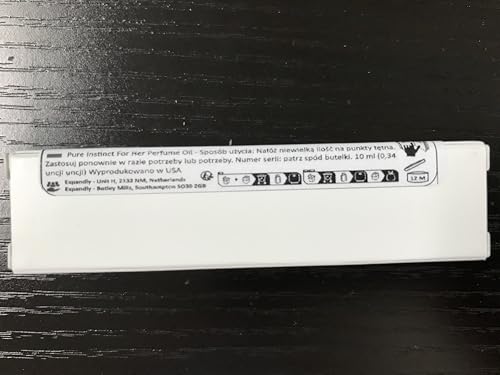 Pure Instinct For Her Perfume Oil - Sposób użycia: Nałóż niewielką ilość na punkty tętna.
Zastosuj ponownie w razie potrzeby lub potrzeby. Numer serii: patrz spód butelki. 10 ml (0,34
uncji uncji) Wyprodukowano w USA
Expandly - Unit H, 2132 NM, Netherlands
Expandly - Botley Mills, Southampton SO30 2GB
12 M